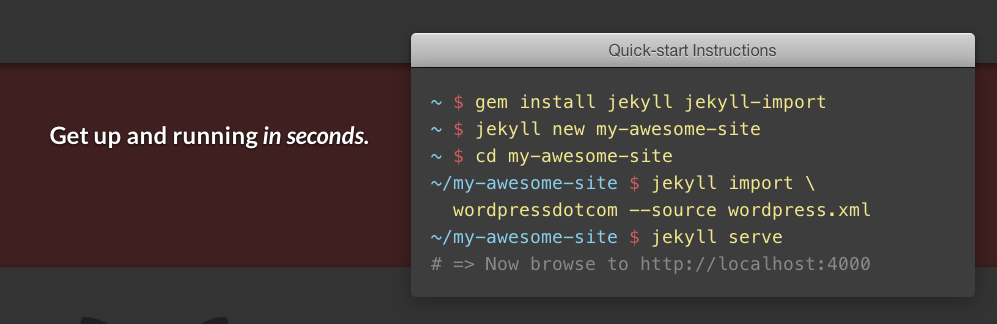 Quick-start Instructions
Get up and running in seconds.
~ $ gem install jekyll jekyll-import
~ $ jekyll new my-awesome-site
~ $ cd my-awesome-site
~/my-awesome-site $ jekyll import \
wordpressdotcom --source wordpress.xml
~/my-awesome-site $ jekyll serve
# => Now browse to http://localhost:4000